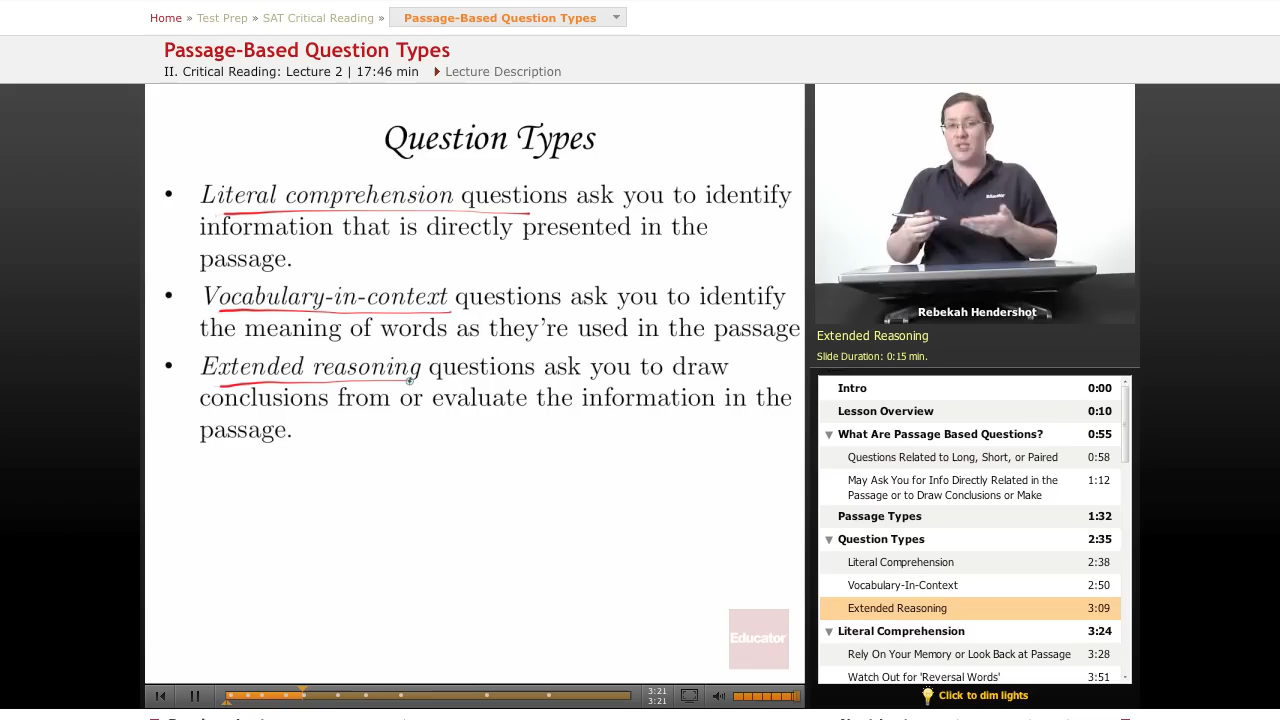 Home » Test Prep » SAT Critical Reading » Passage-Based Question Types
Passage-Based Question Types
II. Critical Reading: Lecture 2 | 17:46 min Lecture Description
Question Types
• Literal comprehension questions ask you to identify
information that is directly presented in the
passage.
• Vocabulary-in-context questions ask you to identify
the meaning of words as they're used in the passage
• Extended reasoning questions ask you to draw
conclusions from or evaluate the information in the
passage.
Educator
3:21
3:21
Educator
Rebekah Hendershot
Extended Reasoning
Slide Duration: 0:15 min.
Intro 0:00
Lesson Overview 0:10
What Are Passage Based Questions? 0:55
Questions Related to Long, Short, or Paired 0:58
May Ask You for Info Directly Related in the 1:12
Passage or to Draw Conclusions or Make
Passage Types 1:32
Question Types 2:35
Literal Comprehension 2:38
Vocabulary-In-Context 2:50
Extended Reasoning 3:09
Literal Comprehension 3:24
Rely On Your Memory or Look Back at Passage 3:28
Watch Out for 'Reversal Words' 3:51
Click to dim lights